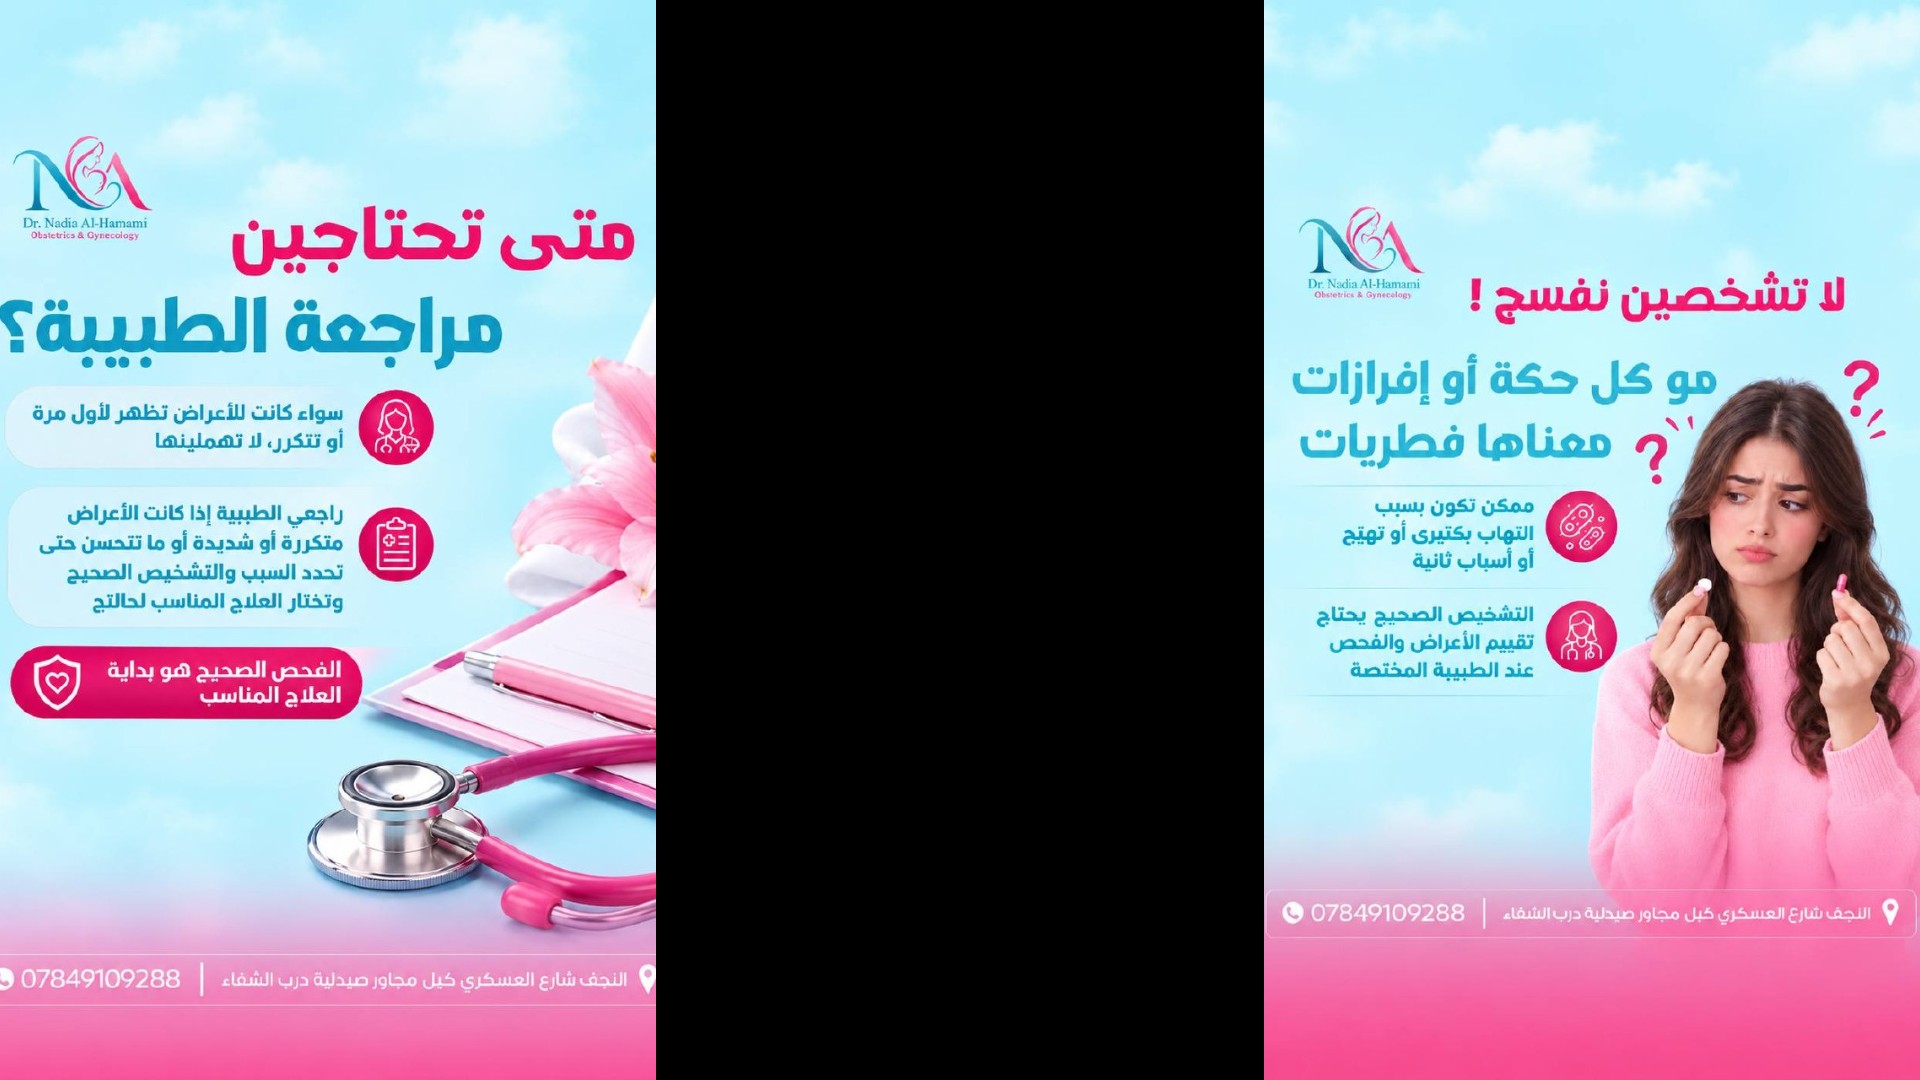 Dr. Nadia Al-Hamami
Obstetrics & Gynecology
متى تحتاجين
مراجعة الطبيبة؟
سواء كانت للأعراض تظهر لأول مرة
أو تتكرر، لا تهملينها
راجعي الطبيبة إذا كانت الأعراض
متكررة أو شديدة أو ما تتحسن حتى
تحدد السبب والتشخيص الصحيح
وتختار العلاج المناسب لحالتج
الفحص الصحيح هو بداية
العلاج المناسب
النجف شارع العسكري كيل مجاور صيدلية درب الشفاء | 07849109288
Dr. Nadia Al-Hamami
Obstetrics & Gynecology
لا تشخصين نفسج !
مو كل حكة أو إفرازات
معناها فطريات
ممكن تكون بسبب
التهاب بكتيري أو تهيّج
أو أسباب ثانية
التشخيص الصحيح يحتاج
تقييم الأعراض والفحص
عند الطبيبة المختصة
النجف شارع العسكري كيل مجاور صيدلية درب الشفاء | 07849109288